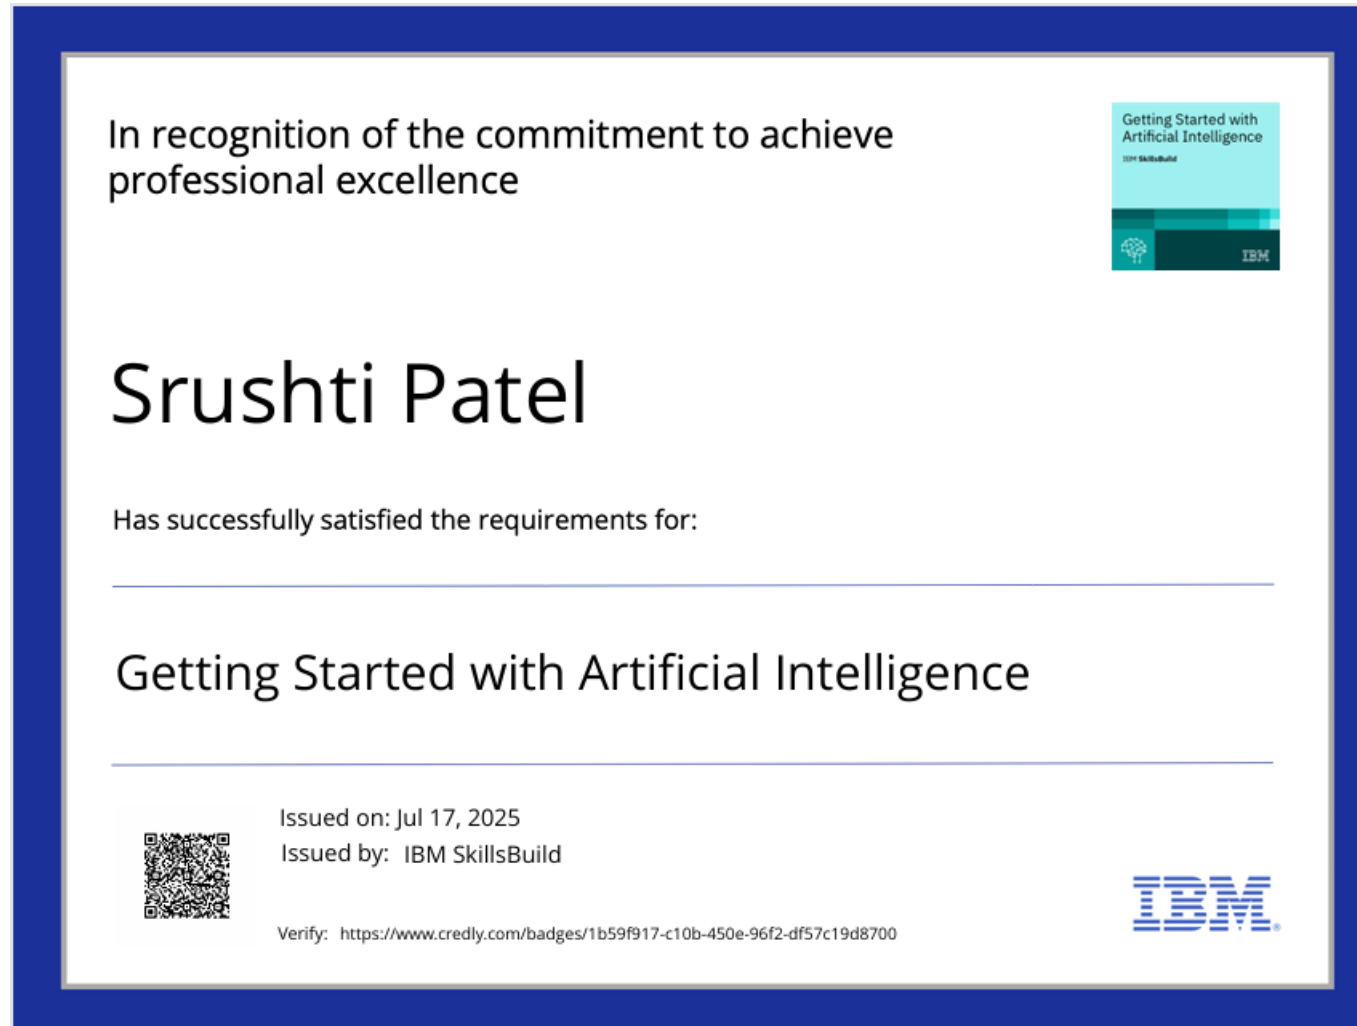 In recognition of the commitment to achieve
professional excellence
Getting Started with
Artificial Intelligence
IBM SkillsBuild
IBM
Srushti Patel
Has successfully satisfied the requirements for:
Getting Started with Artificial Intelligence
Issued on: Jul 17, 2025
Issued by: IBM SkillsBuild
Verify: https://www.credly.com/badges/1b59f917-c10b-450e-96f2-df57c19d8700
IBM®